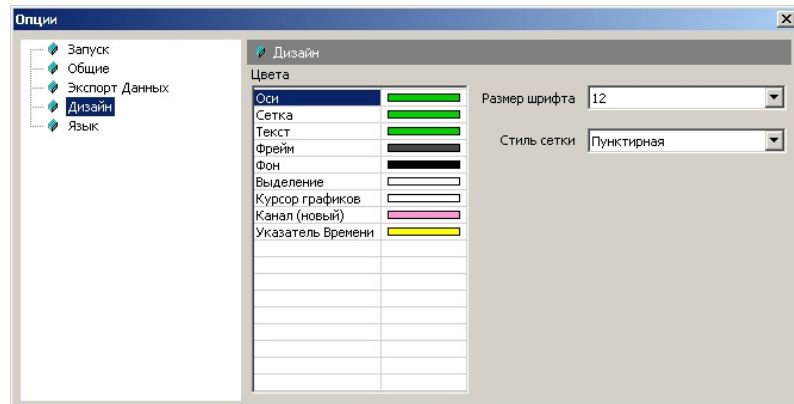 Опции
Запуск
Общие
Экспорт Данных
Дизайн
Язык
Дизайн
Цвета
Оси
Сетка
Текст
Фрейм
Фон
Выделение
Курсор графиков
Канал (новый)
Указатель Времени
Размер шрифта 12
Стиль сетки Пунктирная